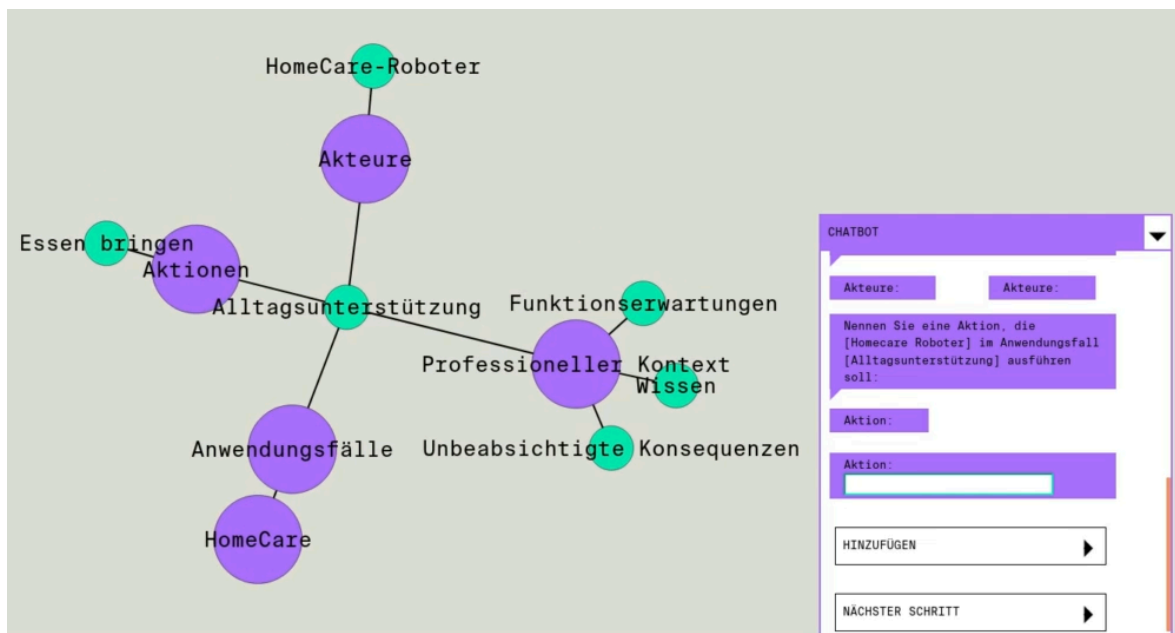 HomeCare-Roboter
Akteure
Essen bringen
Aktionen
Alltagsunterstützung
Funktionserwartungen
Professioneller Kontext
Wissen
Unbeabsichtigte Konsequenzen
Anwendungsfälle
HomeCare
CHATBOT
Akteure:
Akteure:
Nennen Sie eine Aktion, die
[Homecare Roboter] im Anwendungsfall
[Alltagsunterstützung] ausführen
soll:
Aktion:
Aktion:
HINZUFÜGEN
NÄCHSTER SCHRITT